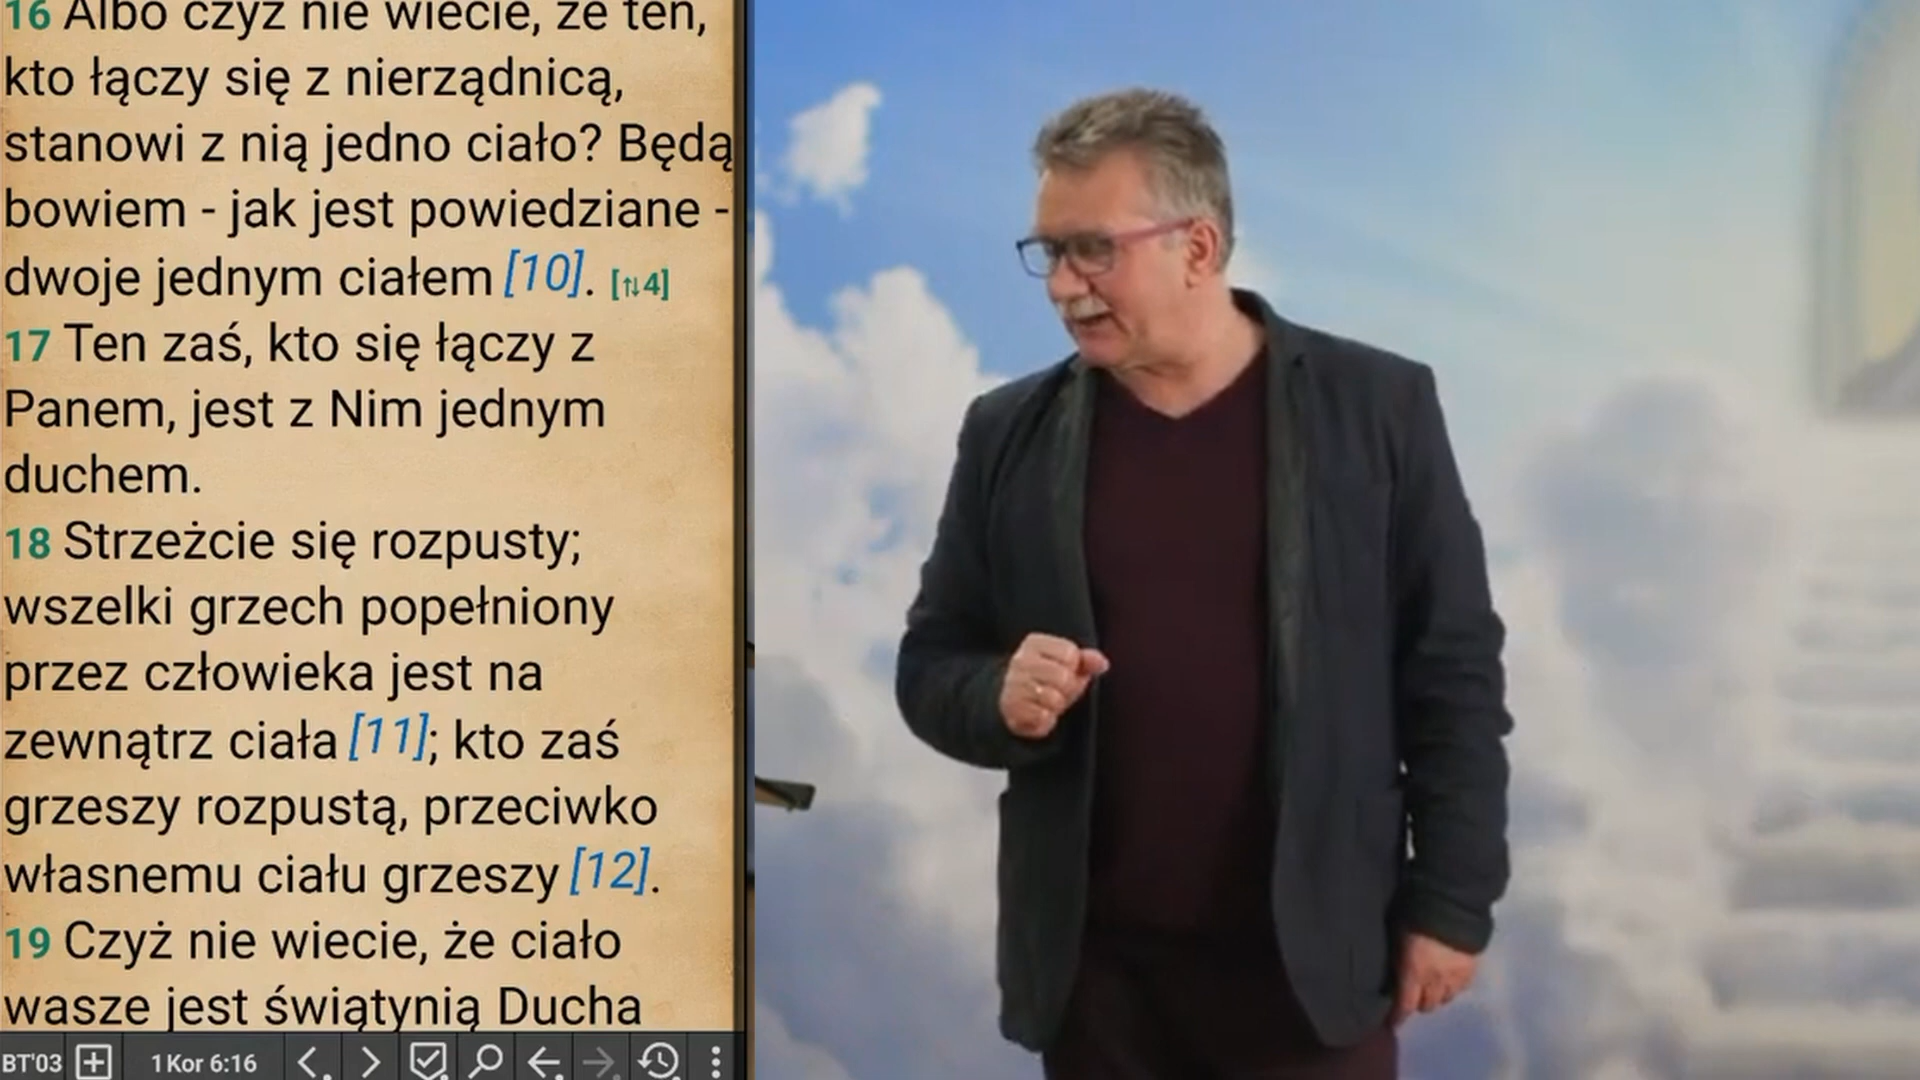 16 Albo czyż nie wiecie, że ten,
kto łączy się z nierządnicą,
stanowi z nią jedno ciało? Będą
bowiem - jak jest powiedziane -
dwoje jednym ciałem [10]. [⇅4]
17 Ten zaś, kto się łączy z
Panem, jest z Nim jednym
duchem.
18 Strzeżcie się rozpusty;
wszelki grzech popełniony
przez człowieka jest na
zewnątrz ciała [11]; kto zaś
grzeszy rozpustą, przeciwko
własnemu ciału grzeszy [12].
19 Czyż nie wiecie, że ciało
wasze jest świątynią Ducha
BT'03 1 Kor 6:16